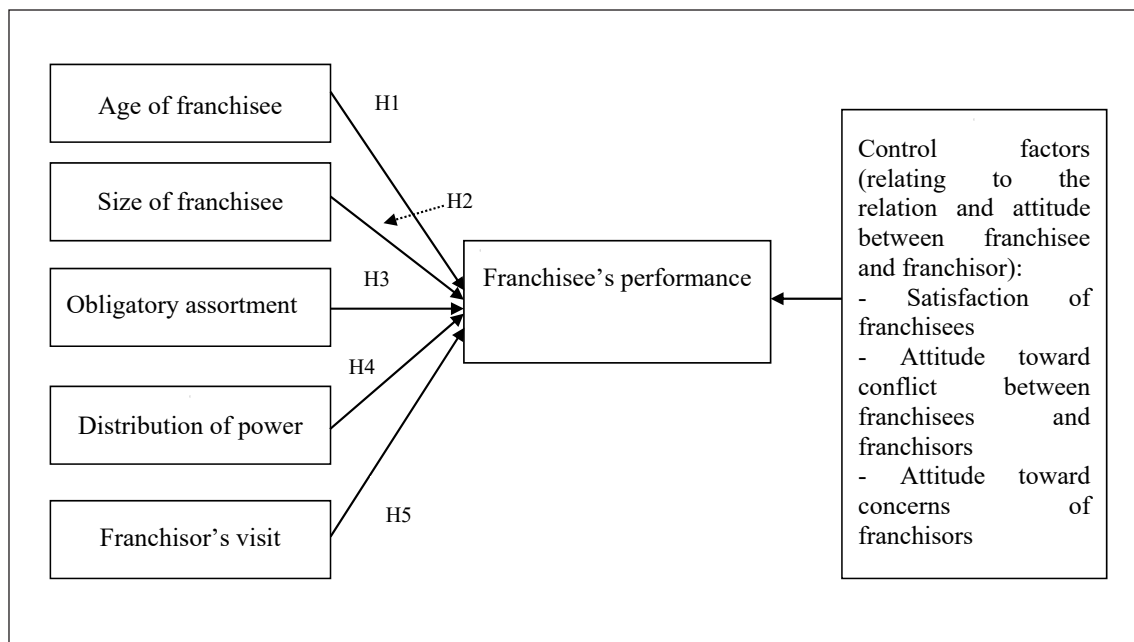 Age of franchisee
H1
Size of franchisee
H2
Obligatory assortment
H3
Distribution of power
H4
Franchisor’s visit
H5
Franchisee’s performance
Control factors
(relating to the
relation and attitude
between franchisee
and franchisor):
- Satisfaction of
franchisees
- Attitude toward
conflict between
franchisees and
franchisors
- Attitude toward
concerns of
franchisors